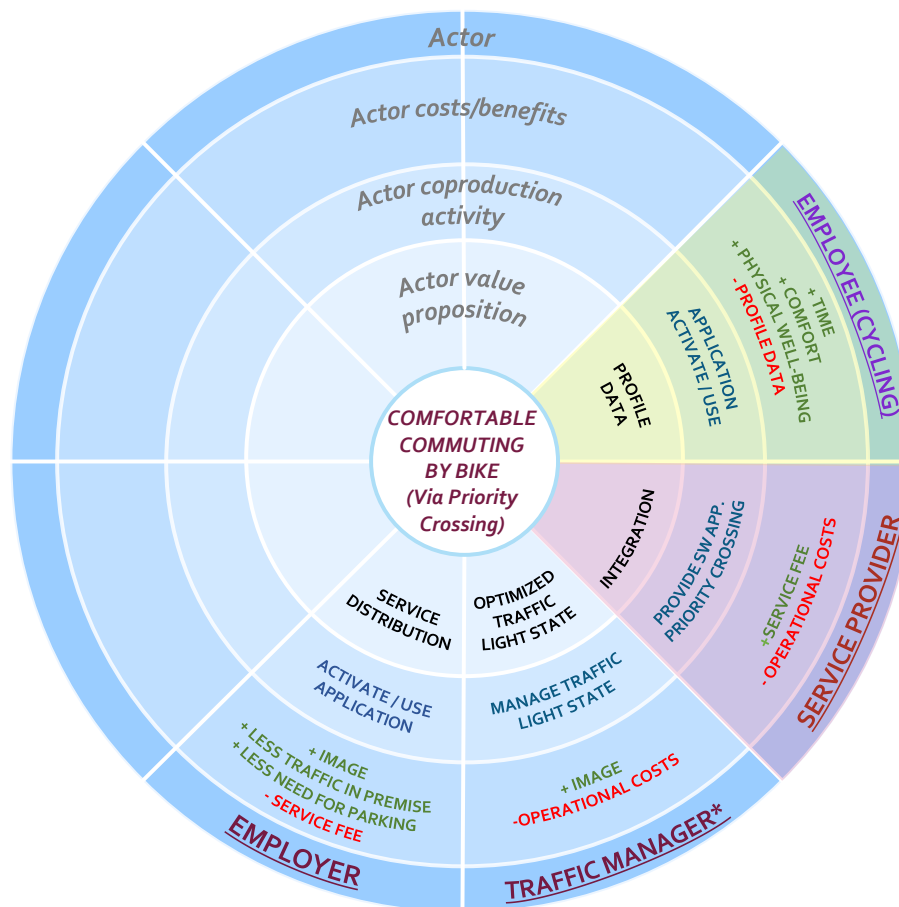 Actor
Actor costs/benefits
Actor coproduction
activity
Actor value
proposition
COMFORTABLE
COMMUTING
BY BIKE
(Via Priority
Crossing)
EMPLOYEE (CYCLING)
+ TIME
+ COMFORT
+ PHYSICAL WELL-BEING
- PROFILE DATA
APPLICATION
ACTIVATE / USE
PROFILE
DATA
SERVICE PROVIDER
+SERVICE FEE
- OPERATIONAL COSTS
PROVIDE SW APP.
PRIORITY CROSSING
INTEGRATION
OPTIMIZED
TRAFFIC
LIGHT STATE
MANAGE TRAFFIC
LIGHT STATE
+ IMAGE
-OPERATIONAL COSTS
TRAFFIC MANAGER*
SERVICE
DISTRIBUTION
ACTIVATE / USE
APPLICATION
+ IMAGE
+ LESS TRAFFIC IN PREMISE
+ LESS NEED FOR PARKING
- SERVICE FEE
EMPLOYER